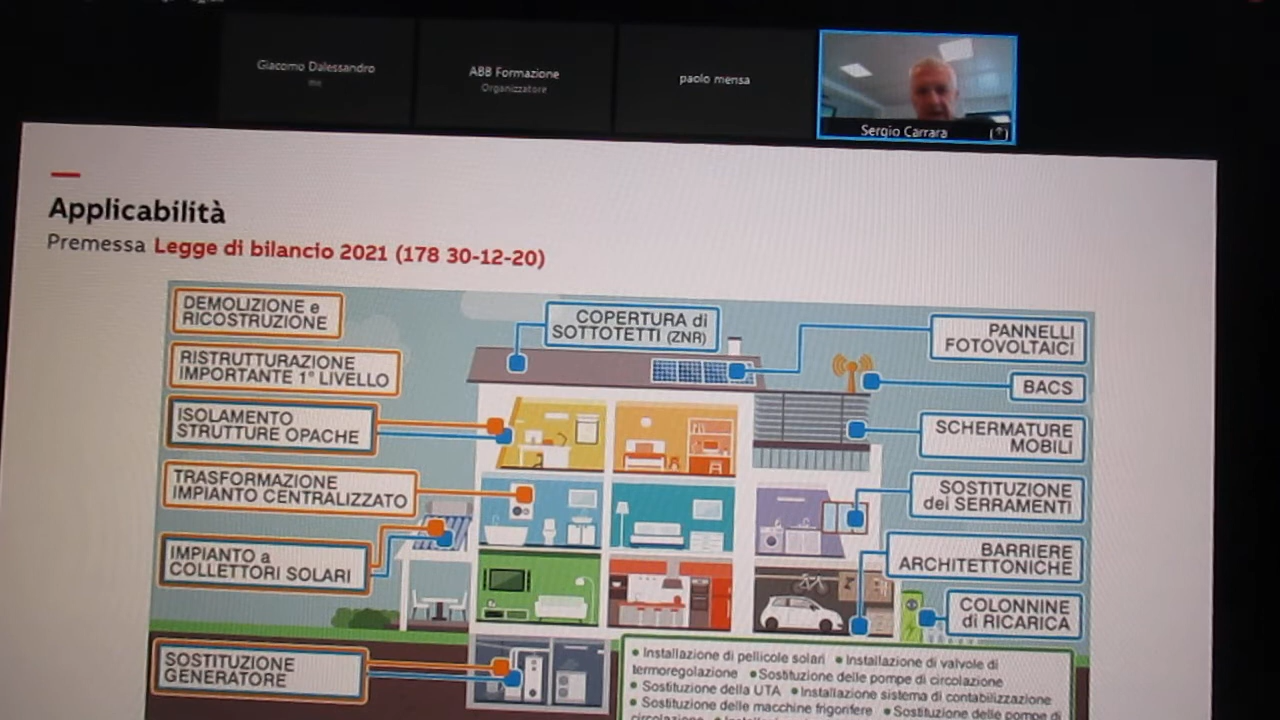 Giacomo Dalessandro
me
ABB Formazione
Organizzatore
paolo mensa
Sergio Carrara
Applicabilità
Premessa Legge di bilancio 2021 (178 30-12-20)
DEMOLIZIONE e
RICOSTRUZIONE
RISTRUTTURAZIONE
IMPORTANTE 1° LIVELLO
ISOLAMENTO
STRUTTURE OPACHE
TRASFORMAZIONE
IMPIANTO CENTRALIZZATO
IMPIANTO a
COLLETTORI SOLARI
SOSTITUZIONE
GENERATORE
COPERTURA di
SOTTOTETTI (ZNR)
PANNELLI
FOTOVOLTAICI
BACS
SCHERMATURE
MOBILI
SOSTITUZIONE
dei SERRAMENTI
BARRIERE
ARCHITETTONICHE
COLONNINE
di RICARICA
• Installazione di pellicole solari • Installazione di valvole di
termoregolazione • Sostituzione delle pompe di circolazione
• Sostituzione della UTA • Installazione sistema di contabilizzazione
• Sostituzione delle macchine frigorifere • Sostituzione delle pompe di
circolazione